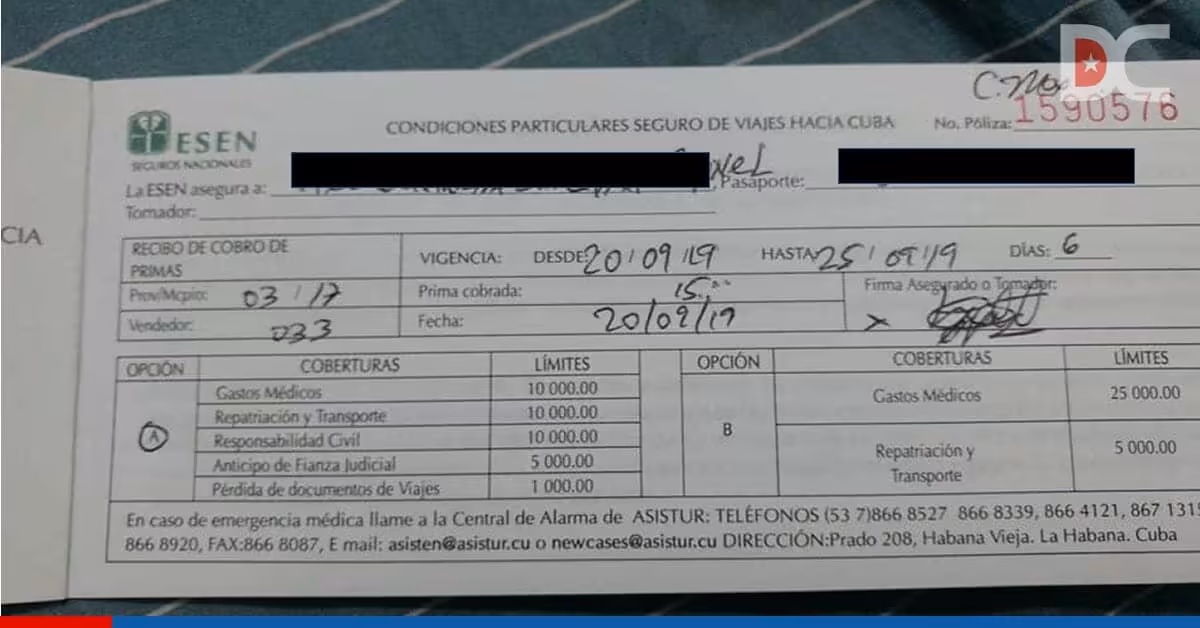 DC
C. Mex
1590576
ESEN
SEGUROS NACIONALES
CONDICIONES PARTICULARES SEGURO DE VIAJES HACIA CUBA No. Póliza:
La ESEN asegura a: Pasaporte:
Tomador:
CIA
RECIBO DE COBRO DE PRIMAS
VIGENCIA: DESDE: 20/09/19 HASTA: 25/09/19 DÍAS: 6
Prov/Mcpio: 03/17 Prima cobrada: 15.00 Firma Asegurado o Tomador:
Vendedor: 033 Fecha: 20/09/19 X
OPCIÓN COBERTURAS LÍMITES OPCIÓN COBERTURAS LÍMITES
A
Gastos Médicos 10 000.00
Repatriación y Transporte 10 000.00
Responsabilidad Civil 10 000.00
Anticipo de Fianza Judicial 5 000.00
Pérdida de documentos de Viajes 1 000.00
B
Gastos Médicos 25 000.00
Repatriación y Transporte 5 000.00
En caso de emergencia médica llame a la Central de Alarma de ASISTUR: TELÉFONOS (53 7)866 8527 866 8339, 866 4121, 867 1315
866 8920, FAX:866 8087, E mail: asisten@asistur.cu o newcases@asistur.cu DIRECCIÓN:Prado 208, Habana Vieja. La Habana. Cuba